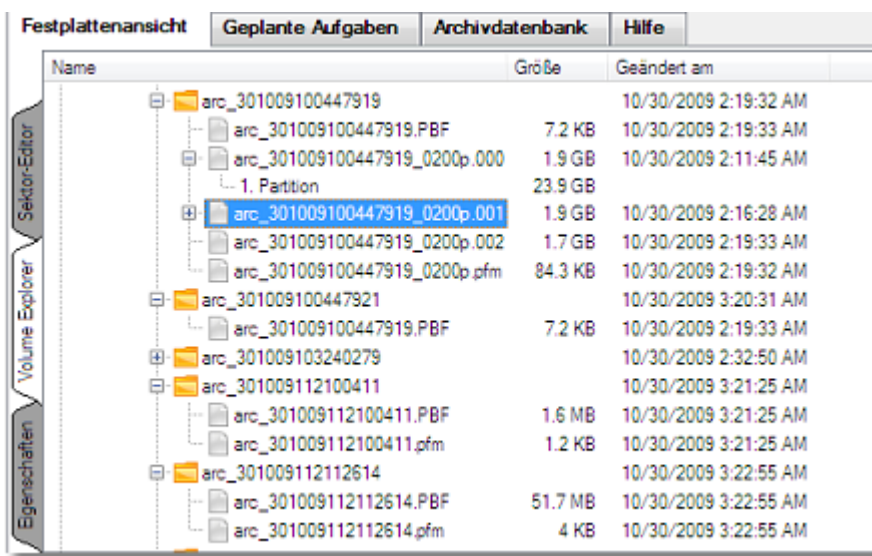 Festplattenansicht Geplante Aufgaben Archivdatenbank Hilfe
Name Größe Geändert am
arc_301009100447919 10/30/2009 2:19:32 AM
arc_301009100447919.PBF 7.2 KB 10/30/2009 2:19:33 AM
arc_301009100447919_0200p.000 1.9 GB 10/30/2009 2:11:45 AM
1. Partition 23.9 GB
arc_301009100447919_0200p.001 1.9 GB 10/30/2009 2:16:28 AM
arc_301009100447919_0200p.002 1.7 GB 10/30/2009 2:19:33 AM
arc_301009100447919_0200p.pfm 84.3 KB 10/30/2009 2:19:32 AM
arc_301009100447921 10/30/2009 3:20:31 AM
arc_301009100447919.PBF 7.2 KB 10/30/2009 2:19:33 AM
arc_301009103240279 10/30/2009 2:32:50 AM
arc_301009112100411 10/30/2009 3:21:25 AM
arc_301009112100411.PBF 1.6 MB 10/30/2009 3:21:25 AM
arc_301009112100411.pfm 1.2 KB 10/30/2009 3:21:25 AM
arc_301009112112614 10/30/2009 3:22:55 AM
arc_301009112112614.PBF 51.7 MB 10/30/2009 3:22:55 AM
arc_301009112112614.pfm 4 KB 10/30/2009 3:22:55 AM
Sektor-Editor
Volume Explorer
Eigenschaften